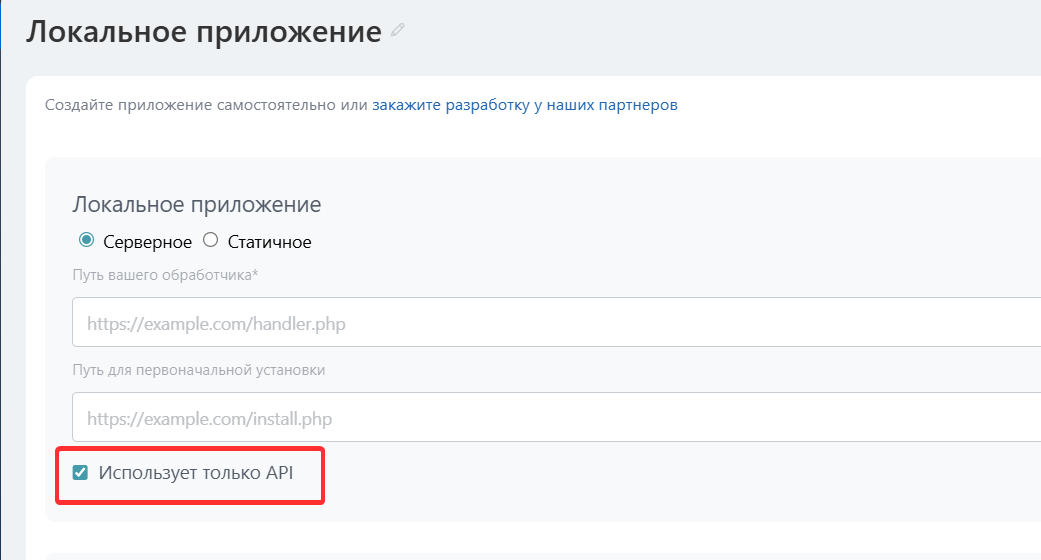 Локальное приложение
Создайте приложение самостоятельно или закажите разработку у наших партнеров
Локальное приложение
Серверное Статичное
Путь вашего обработчика*
https://example.com/handler.php
Путь для первоначальной установки
https://example.com/install.php
Использует только API